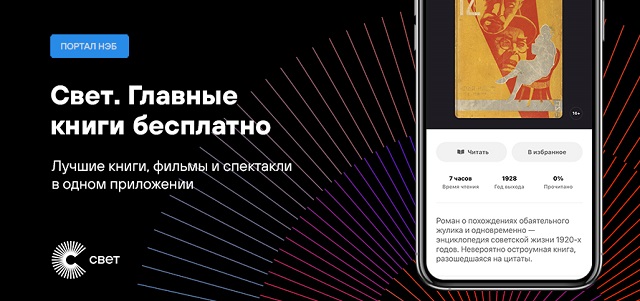 ПОРТАЛ НЭБ
Свет. Главные
книги бесплатно
Лучшие книги, фильмы и спектакли
в одном приложении
свет
12
16+
Читать
В избранное
7 часов
Время чтения
1928
Год выхода
0%
Прочитано
Роман о похождениях обаятельного
жулика и одновременно —
энциклопедия советской жизни 1920-х
годов. Невероятно остроумная книга,
разошедшаяся на цитаты.